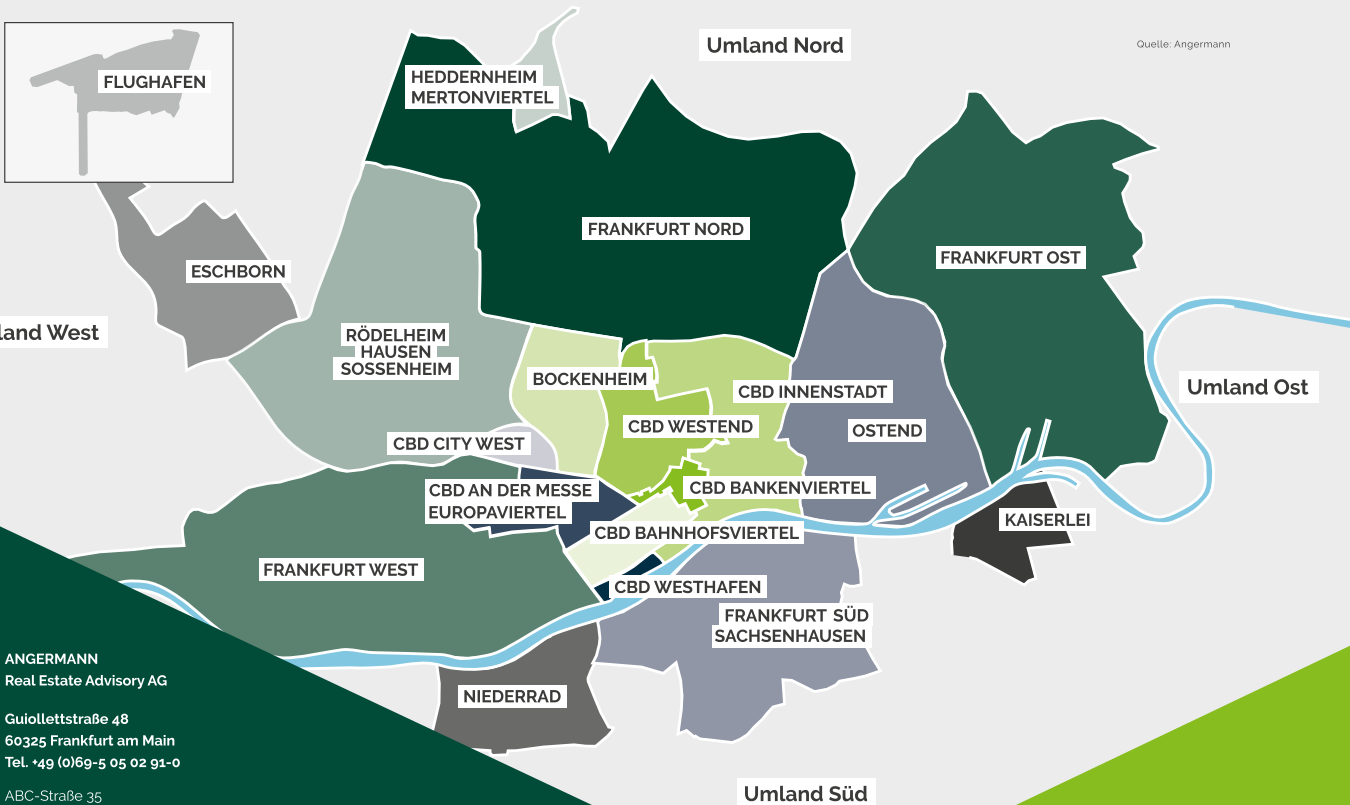 Umland Nord
Quelle: Angermann
FLUGHAFEN
HEDDERNHEIM
MERTONVIERTEL
FRANKFURT NORD
FRANKFURT OST
ESCHBORN
land West
RÖDELHEIM
HAUSEN
SOSSENHEIM
BOCKENHEIM
CBD INNENSTADT
Umland Ost
CBD WESTEND
OSTEND
CBD CITY WEST
CBD AN DER MESSE
EUROPAVIERTEL
CBD BANKENVIERTEL
KAISERLEI
CBD BAHNHOFSVIERTEL
FRANKFURT WEST
CBD WESTHAFEN
FRANKFURT SÜD
SACHSENHAUSEN
NIEDERRAD
ANGERMANN
Real Estate Advisory AG
Guiollettstraße 48
60325 Frankfurt am Main
Tel. +49 (0)69-5 05 02 91-0
ABC-Straße 35
Umland Süd